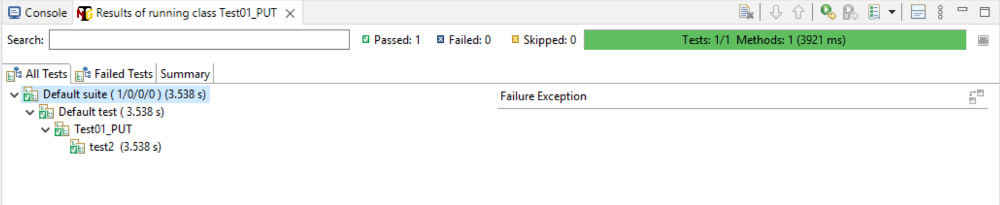 Console Results of running class Test01_PUT
Search: Passed: 1 Failed: 0 Skipped: 0 Tests: 1/1 Methods: 1 (3921 ms)
All Tests Failed Tests Summary
Default suite ( 1/0/0/0 ) (3.538 s) Failure Exception
Default test ( 3.538 s)
Test01_PUT
test2 (3.538 s)